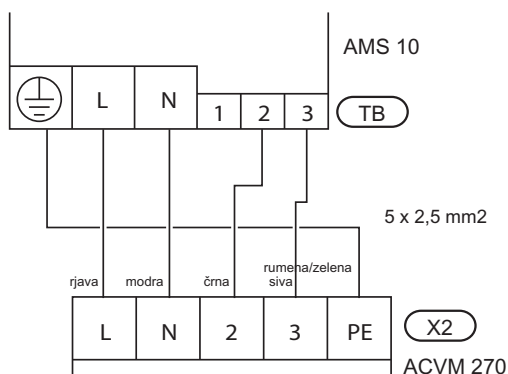 AMS 10
L N 1 2 3 TB
5 x 2,5 mm2
rjava modra črna siva rumena/zelena
L N 2 3 PE X2
ACVM 270